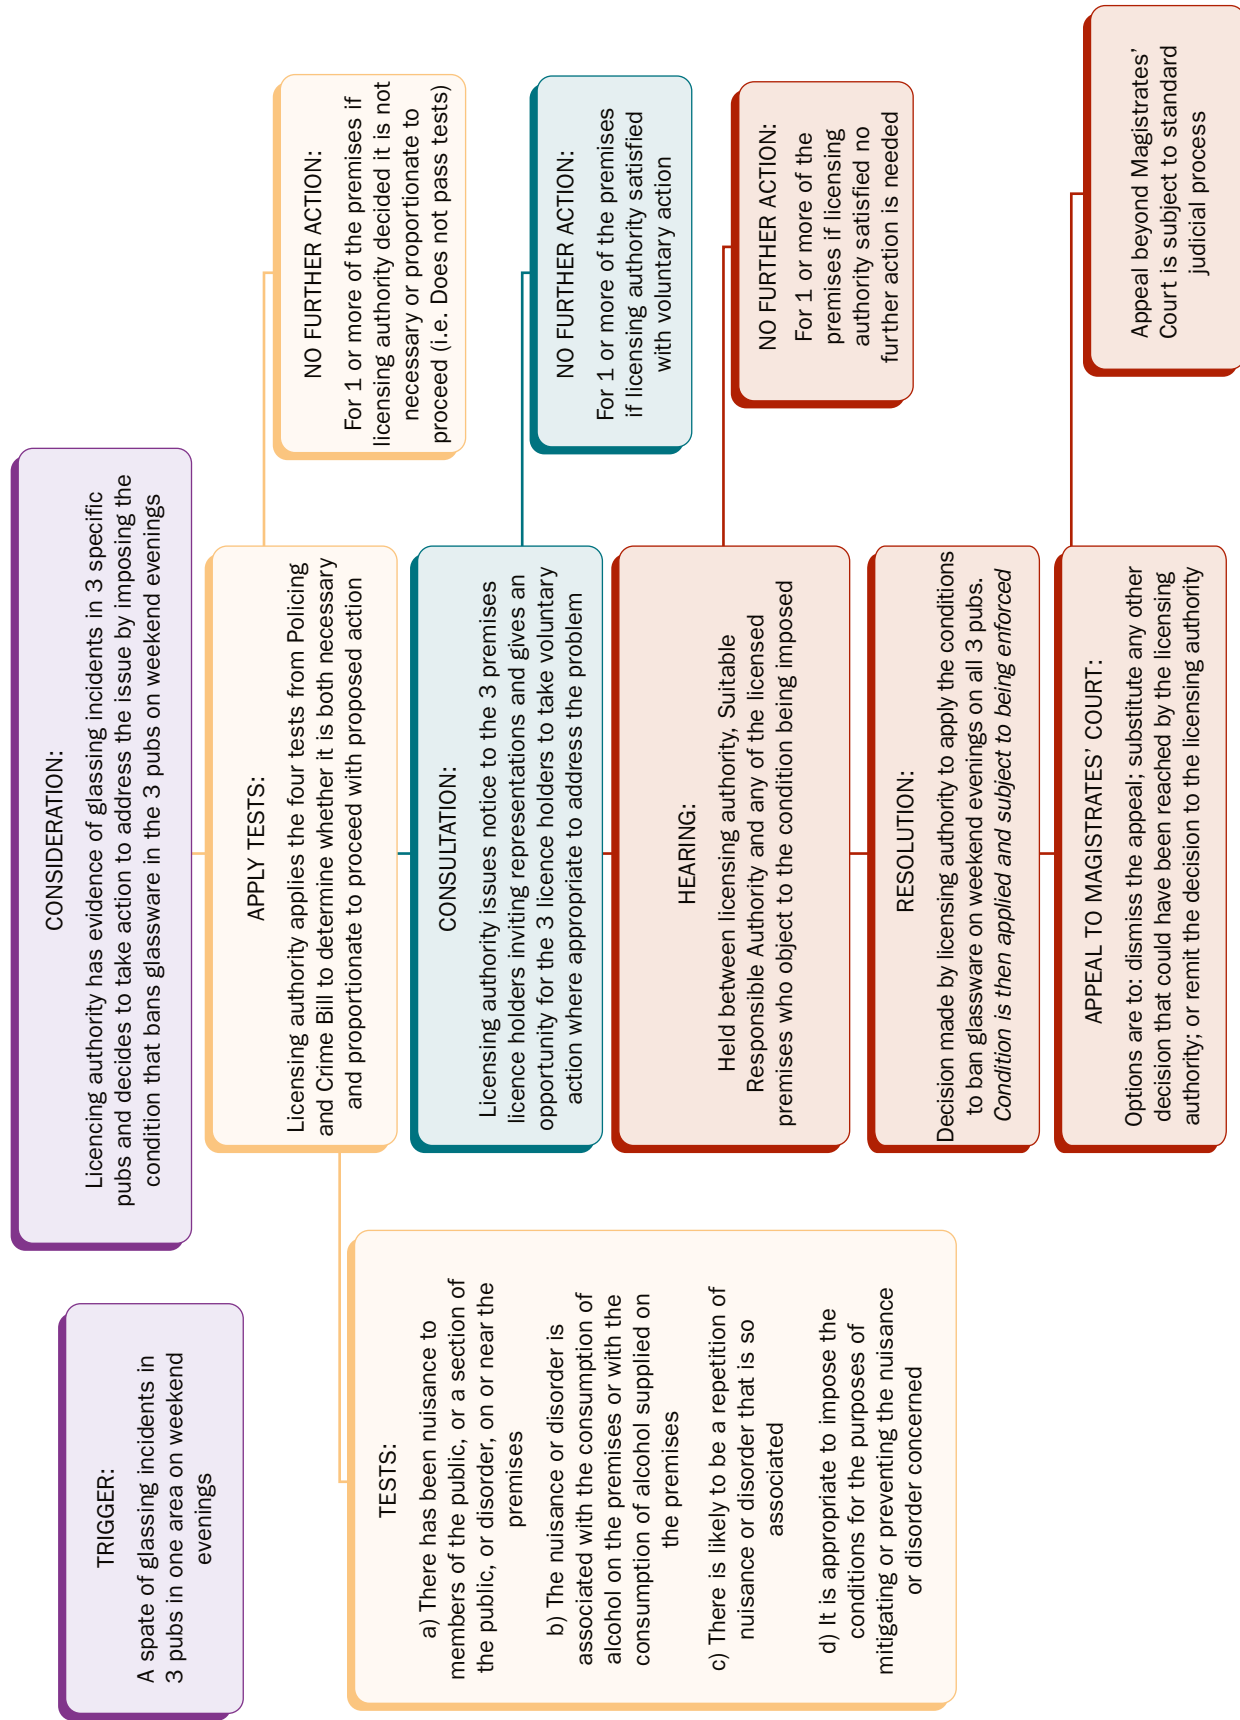 TRIGGER:
A spate of glassing incidents in
3 pubs in one area on weekend
evenings
CONSIDERATION:
Licencing authority has evidence of glassing incidents in 3 specific
pubs and decides to take action to address the issue by imposing the
condition that bans glassware in the 3 pubs on weekend evenings
TESTS:
a) There has been nuisance to
members of the public, or a section of
the public, or disorder, on or near the
premises
b) The nuisance or disorder is
associated with the consumption of
alcohol on the premises or with the
consumption of alcohol supplied on
the premises
c) There is likely to be a repetition of
nuisance or disorder that is so
associated
d) It is appropriate to impose the
conditions for the purposes of
mitigating or preventing the nuisance
or disorder concerned
APPLY TESTS:
Licensing authority applies the four tests from Policing
and Crime Bill to determine whether it is both necessary
and proportionate to proceed with proposed action
NO FURTHER ACTION:
For 1 or more of the premises if
licensing authority decided it is not
necessary or proportionate to
proceed (i.e. Does not pass tests)
CONSULTATION:
Licensing authority issues notice to the 3 premises
licence holders inviting representations and gives an
opportunity for the 3 licence holders to take voluntary
action where appropriate to address the problem
NO FURTHER ACTION:
For 1 or more of the premises
if licensing authority satisfied
with voluntary action
HEARING:
Held between licensing authority, Suitable
Responsible Authority and any of the licensed
premises who object to the condition being imposed
NO FURTHER ACTION:
For 1 or more of the
premises if licensing
authority satisfied no
further action is needed
RESOLUTION:
Decision made by licensing authority to apply the conditions
to ban glassware on weekend evenings on all 3 pubs.
Condition is then applied and subject to being enforced
APPEAL TO MAGISTRATES’ COURT:
Options are to: dismiss the appeal; substitute any other
decision that could have been reached by the licensing
authority; or remit the decision to the licensing authority
Appeal beyond Magistrates’
Court is subject to standard
judicial process